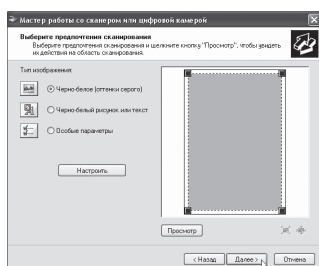 Мастер работы со сканером или цифровой камерой
Выберите предпочтения сканирования
Выберите предпочтения сканирования и щелкните кнопку "Просмотр", чтобы увидеть
их действия на область сканирования.
Тип изображения:
Черно-белое (оттенки серого)
Черно-белый рисунок или текст
Особые параметры
Настроить
Просмотр
< Назад
Далее >
Отмена